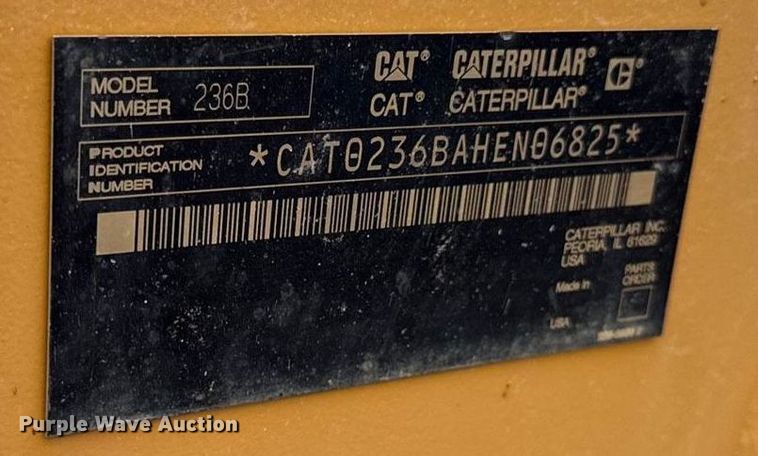 CAT® CATERPILLAR®
CAT® CATERPILLAR®
MODEL
NUMBER 236B
PRODUCT
IDENTIFICATION
NUMBER
*CAT0236BAHEN06825*
CATERPILLAR INC.
PEORIA, IL 61629
USA
Made in
USA
PARTS
ORDER
Purple Wave Auction